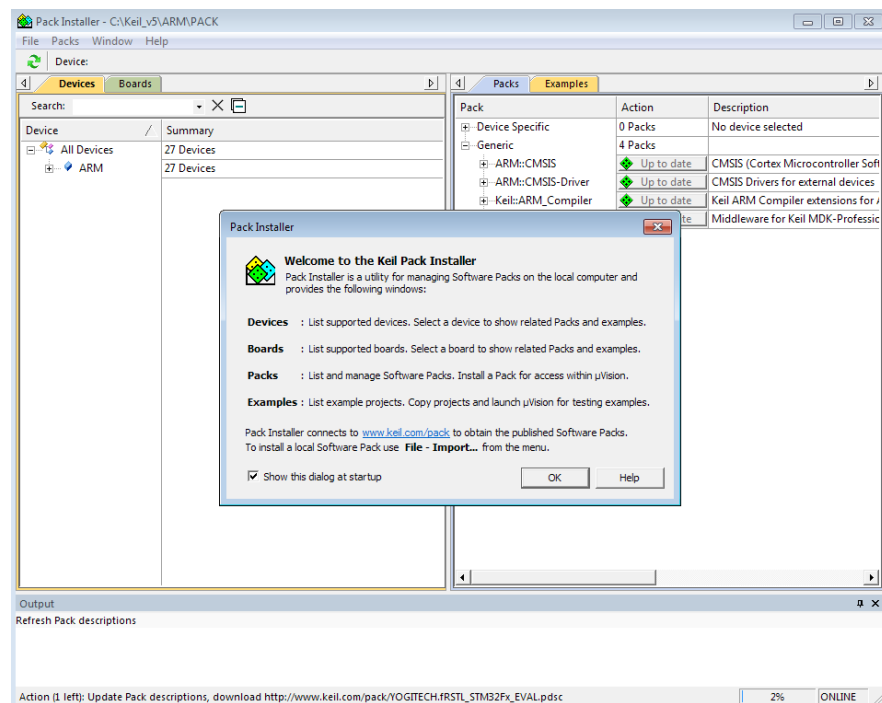 Pack Installer - C:\Keil_v5\ARM\PACK
File Packs Window Help
Device:
Devices Boards
Search:
Device Summary
All Devices 27 Devices
ARM 27 Devices
Packs Examples
Pack Action Description
Device Specific 0 Packs No device selected
Generic 4 Packs
ARM::CMSIS Up to date CMSIS (Cortex Microcontroller Soft
ARM::CMSIS-Driver Up to date CMSIS Drivers for external devices
Keil::ARM_Compiler Up to date Keil ARM Compiler extensions for
te Middleware for Keil MDK-Professic
Pack Installer
Welcome to the Keil Pack Installer
Pack Installer is a utility for managing Software Packs on the local computer and
provides the following windows:
Devices : List supported devices. Select a device to show related Packs and examples.
Boards : List supported boards. Select a board to show related Packs and examples.
Packs : List and manage Software Packs. Install a Pack for access within µVision.
Examples : List example projects. Copy projects and launch µVision for testing examples.
Pack Installer connects to www.keil.com/pack to obtain the published Software Packs.
To install a local Software Pack use File - Import... from the menu.
Show this dialog at startup
OK Help
Output
Refresh Pack descriptions
Action (1 left): Update Pack descriptions, download http://www.keil.com/pack/YOGITECH.fRSTL_STM32Fx_EVAL.pdsc
2% ONLINE